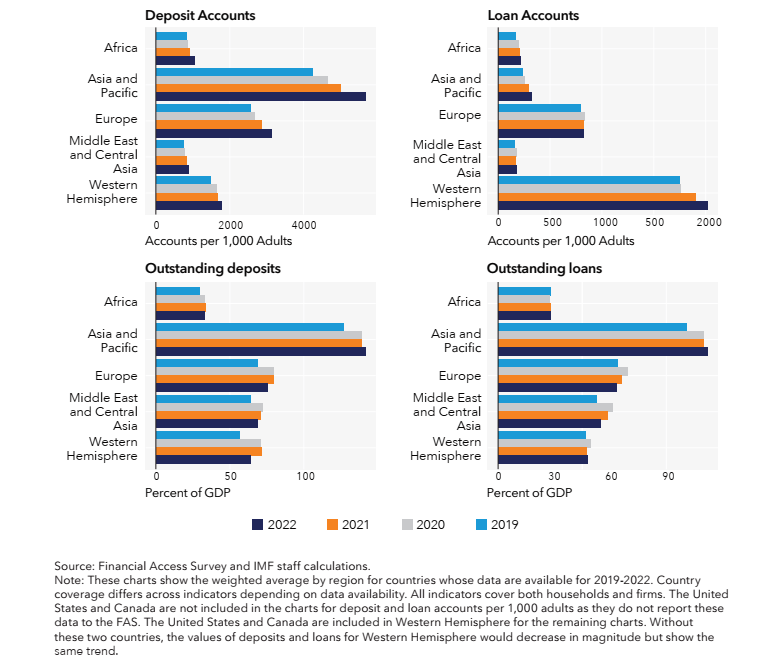 Deposit Accounts
Africa
Asia and
Pacific
Europe
Middle East
and Central
Asia
Western
Hemisphere
0 2000 4000
Accounts per 1,000 Adults
Loan Accounts
Africa
Asia and
Pacific
Europe
Middle East
and Central
Asia
Western
Hemisphere
0 500 1000 500 2000
Accounts per 1,000 Adults
Outstanding deposits
Africa
Asia and
Pacific
Europe
Middle East
and Central
Asia
Western
Hemisphere
0 50 100
Percent of GDP
Outstanding loans
Africa
Asia and
Pacific
Europe
Middle East
and Central
Asia
Western
Hemisphere
0 30 60 90
Percent of GDP
2022 2021 2020 2019
Source: Financial Access Survey and IMF staff calculations.
Note: These charts show the weighted average by region for countries whose data are available for 2019-2022. Country
coverage differs across indicators depending on data availability. All indicators cover both households and firms. The United
States and Canada are not included in the charts for deposit and loan accounts per 1,000 adults as they do not report these
data to the FAS. The United States and Canada are included in Western Hemisphere for the remaining charts. Without
these two countries, the values of deposits and loans for Western Hemisphere would decrease in magnitude but show the
same trend.